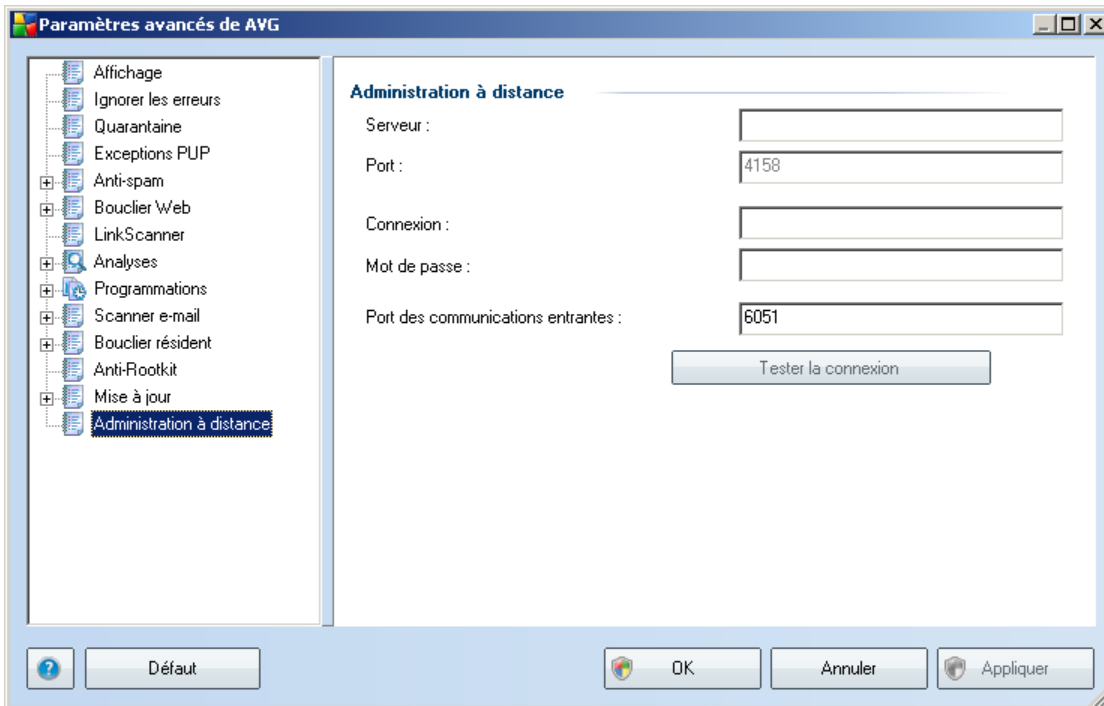 Paramètres avancés de AVG
Affichage
Ignorer les erreurs
Quarantaine
Exceptions PUP
Anti-spam
Bouclier Web
LinkScanner
Analyses
Programmations
Scanner e-mail
Bouclier résident
Anti-Rootkit
Mise à jour
Administration à distance
Administration à distance
Serveur :
Port :
4158
Connexion :
Mot de passe :
Port des communications entrantes :
6051
Tester la connexion
Défaut
OK
Annuler
Appliquer